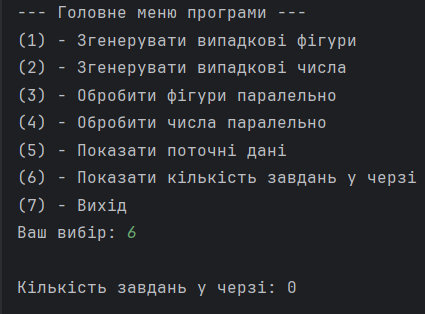 --- Головне меню програми ---
(1) - Згенерувати випадкові фігури
(2) - Згенерувати випадкові числа
(3) - Обробити фігури паралельно
(4) - Обробити числа паралельно
(5) - Показати поточні дані
(6) - Показати кількість завдань у черзі
(7) - Вихід
Ваш вибір: 6
Кількість завдань у черзі: 0